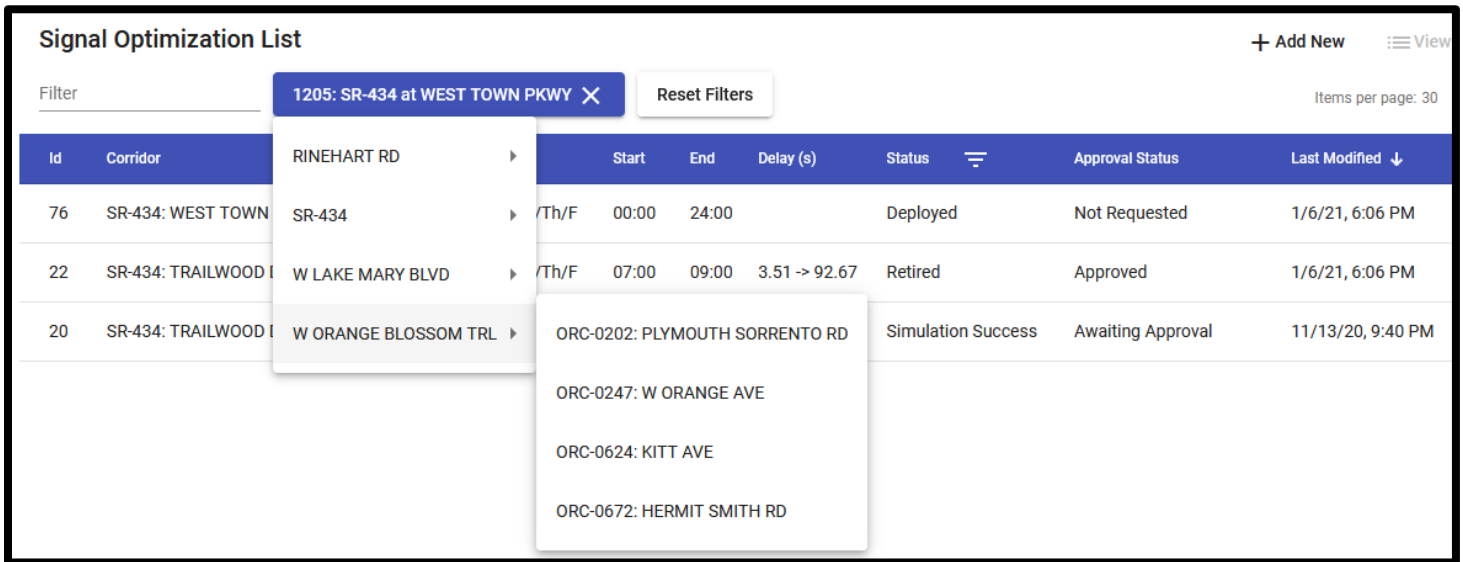 Signal Optimization List
+ Add New
View
Filter
1205: SR-434 at WEST TOWN PKWY
Reset Filters
Items per page: 30
Id Corridor Start End Delay (s) Status Approval Status Last Modified
76 SR-434: WEST TOWN /Th/F 00:00 24:00 Deployed Not Requested 1/6/21, 6:06 PM
22 SR-434: TRAILWOOD /Th/F 07:00 09:00 3.51 -> 92.67 Retired Approved 1/6/21, 6:06 PM
20 SR-434: TRAILWOOD Simulation Success Awaiting Approval 11/13/20, 9:40 PM
RINEHART RD
SR-434
W LAKE MARY BLVD
W ORANGE BLOSSOM TRL
ORC-0202: PLYMOUTH SORRENTO RD
ORC-0247: W ORANGE AVE
ORC-0624: KITT AVE
ORC-0672: HERMIT SMITH RD